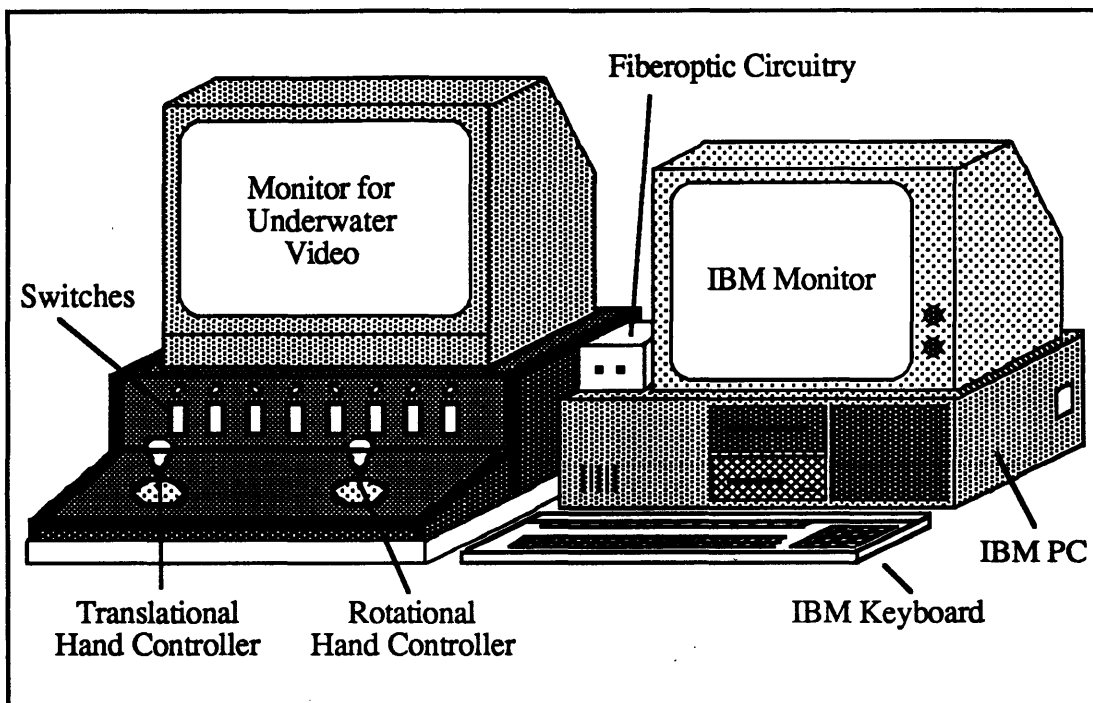 Fiberoptic Circuitry
Monitor for
Underwater
Video
IBM Monitor
Switches
IBM PC
IBM Keyboard
Translational
Hand Controller
Rotational
Hand Controller